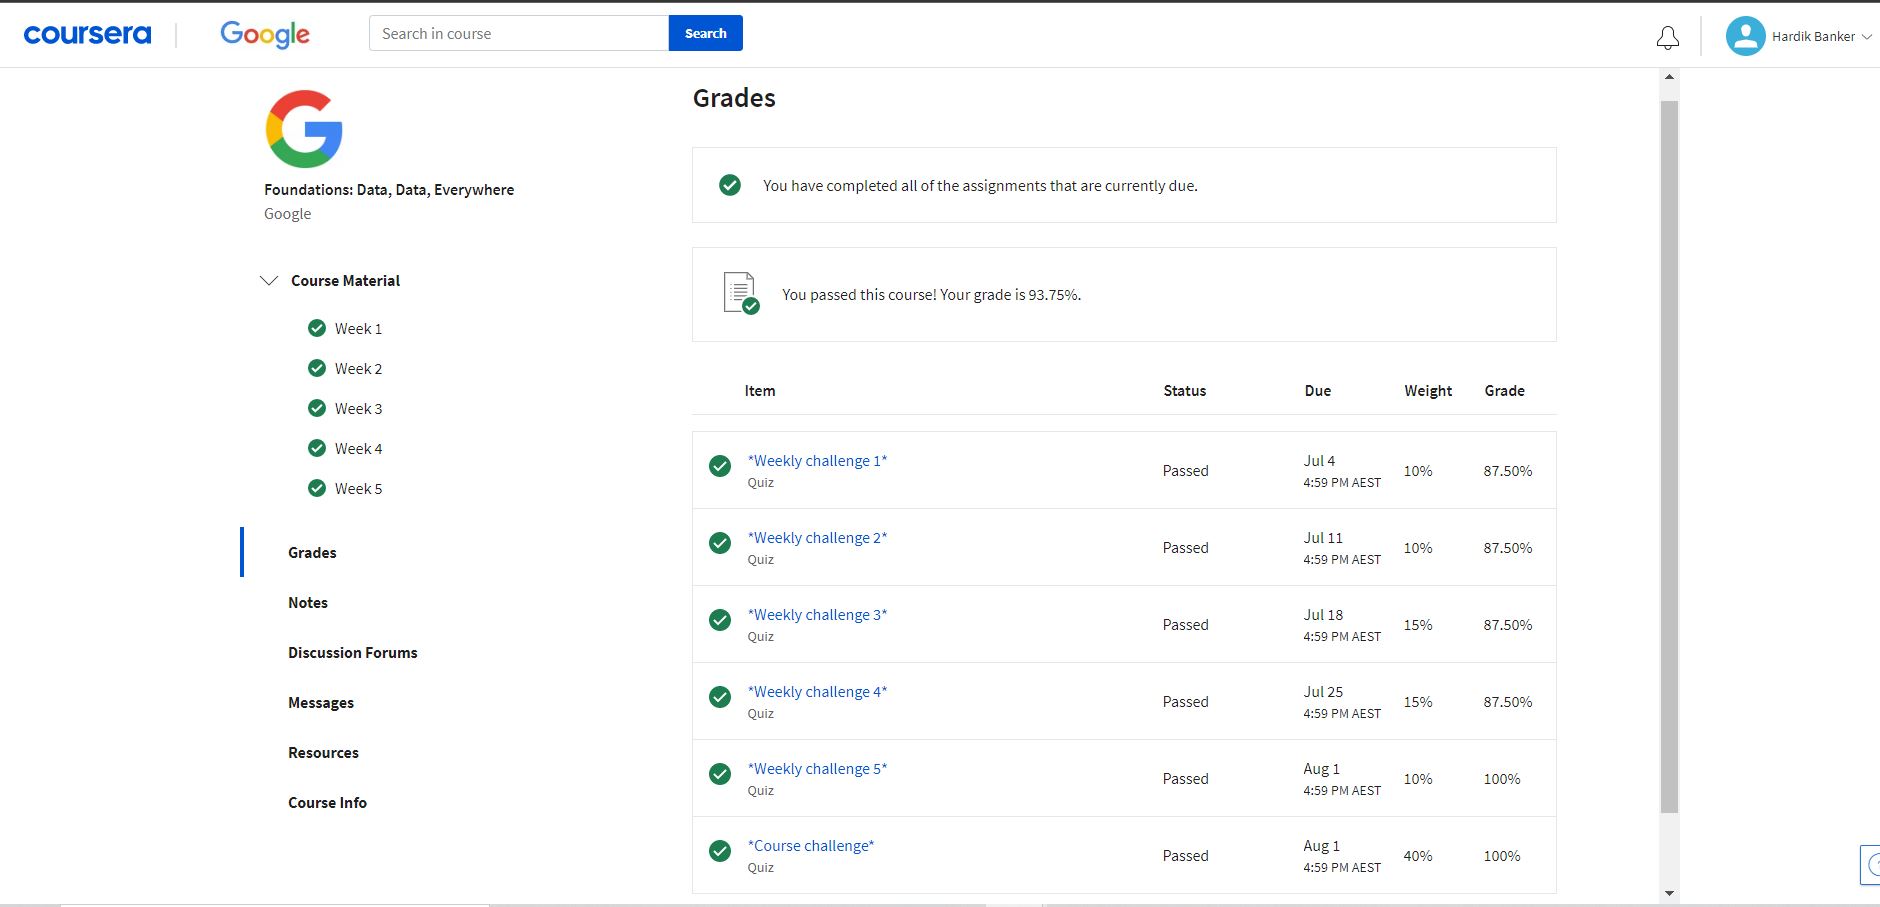 coursera
Google
Search in course
Search
Hardik Banker
Foundations: Data, Data, Everywhere
Google
Course Material
Week 1
Week 2
Week 3
Week 4
Week 5
Grades
Notes
Discussion Forums
Messages
Resources
Course Info
Grades
You have completed all of the assignments that are currently due.
You passed this course! Your grade is 93.75%.
Item Status Due Weight Grade
*Weekly challenge 1*
Quiz
Passed
Jul 4
4:59 PM AEST
10%
87.50%
*Weekly challenge 2*
Quiz
Passed
Jul 11
4:59 PM AEST
10%
87.50%
*Weekly challenge 3*
Quiz
Passed
Jul 18
4:59 PM AEST
15%
87.50%
*Weekly challenge 4*
Quiz
Passed
Jul 25
4:59 PM AEST
15%
87.50%
*Weekly challenge 5*
Quiz
Passed
Aug 1
4:59 PM AEST
10%
100%
*Course challenge*
Quiz
Passed
Aug 1
4:59 PM AEST
40%
100%